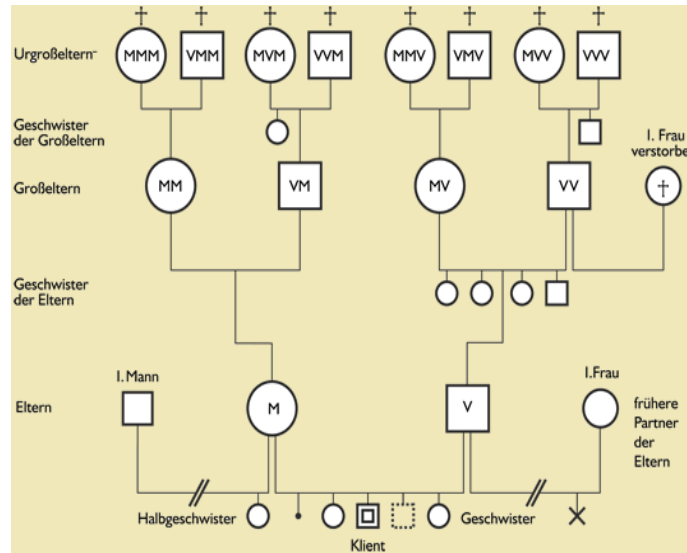 Urgroßeltern
MMM VMM MVM VVM MMV VMV MVV VVV
Geschwister
der Großeltern
I. Frau
verstorbe
Großeltern
MM VM MV VV
Geschwister
der Eltern
I. Mann
I.Frau
Eltern
M V
frühere
Partner
der
Eltern
Halbgeschwister
Geschwister
Klient